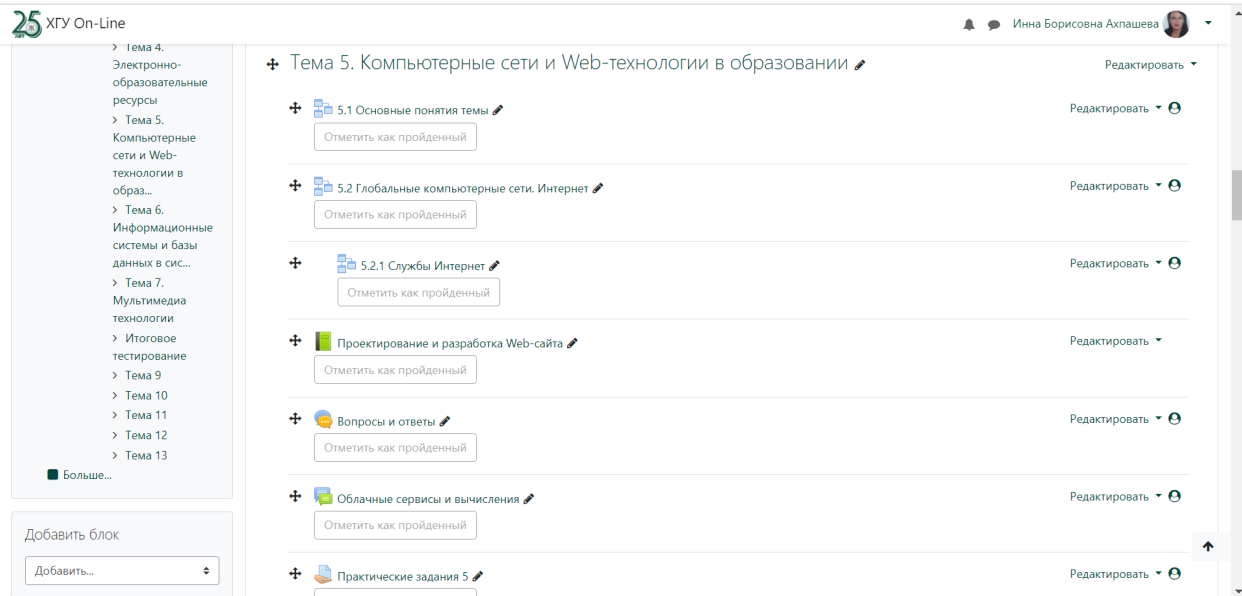 25 ХГУ On-Line
Инна Борисовна Ахпашева
Тема 4.
Электронно-
образовательные
ресурсы
Тема 5.
Компьютерные
сети и Web-
технологии в
образ...
Тема 6.
Информационные
системы и базы
данных в сис...
Тема 7.
Мультимедиа
технологии
Итоговое
тестирование
Тема 9
Тема 10
Тема 11
Тема 12
Тема 13
Больше...
Добавить блок
Добавить...
Тема 5. Компьютерные сети и Web-технологии в образовании
Редактировать
5.1 Основные понятия темы
Редактировать
Отметить как пройденный
5.2 Глобальные компьютерные сети. Интернет
Редактировать
Отметить как пройденный
5.2.1 Службы Интернет
Редактировать
Отметить как пройденный
Проектирование и разработка Web-сайта
Редактировать
Отметить как пройденный
Вопросы и ответы
Редактировать
Отметить как пройденный
Облачные сервисы и вычисления
Редактировать
Отметить как пройденный
Практические задания 5
Редактировать